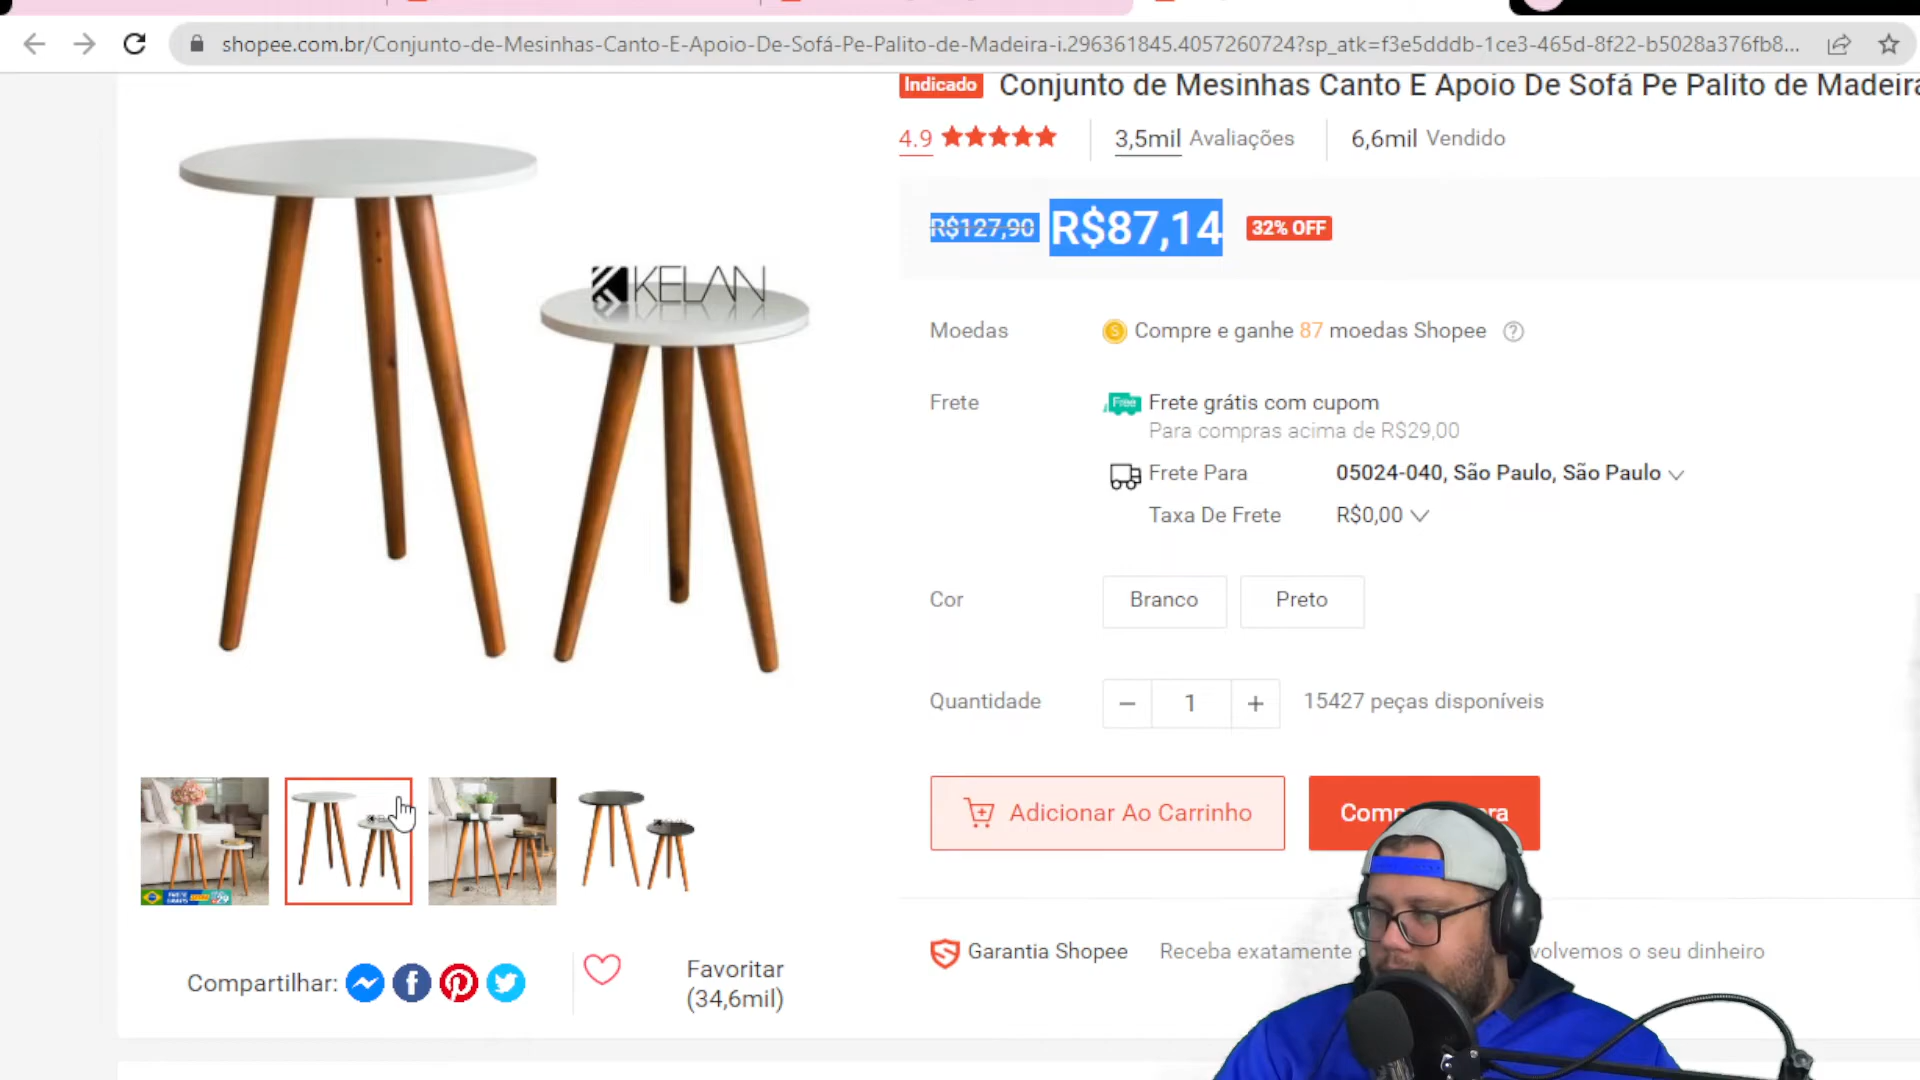 shopee.com.br/Conjunto-de-Mesinhas-Canto-E-Apoio-De-Sofá-Pe-Palito-de-Madeira-i.296361845.4057260724?sp_atk=f3e5dddb-1ce3-465d-8f22-b5028a376fb8...
Indicado Conjunto de Mesinhas Canto E Apoio De Sofá Pe Palito de Madeira
4.9 3,5mil Avaliações 6,6mil Vendido
R$127,90 R$87,14 32% OFF
KELAN
Moedas Compre e ganhe 87 moedas Shopee ?
Frete Free Frete grátis com cupom
Para compras acima de R$29,00
Frete Para 05024-040, São Paulo, São Paulo
Taxa De Frete R$0,00
Cor Branco Preto
Quantidade − 1 + 15427 peças disponíveis
Adicionar Ao Carrinho
Garantia Shopee Receba exatamente
o seu dinheiro
Compartilhar:
Favoritar
(34,6mil)